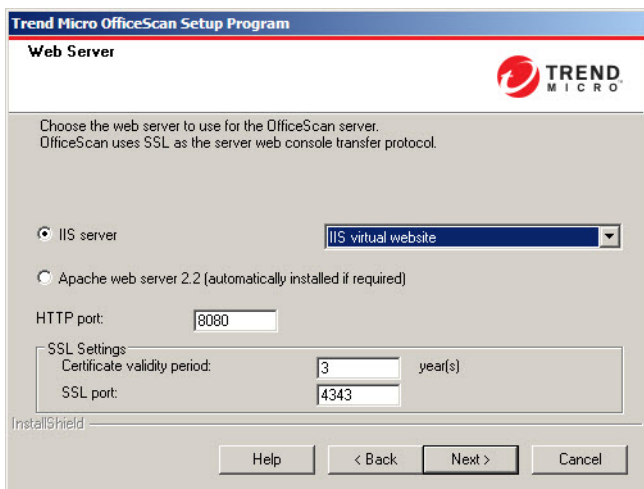 Trend Micro OfficeScan Setup Program
Web Server
TREND
MICRO
Choose the web server to use for the OfficeScan server.
OfficeScan uses SSL as the server web console transfer protocol.
IIS server
IIS virtual website
Apache web server 2.2 (automatically installed if required)
HTTP port: 8080
SSL Settings
Certificate validity period: 3 year(s)
SSL port: 4343
InstallShield
Help < Back Next > Cancel